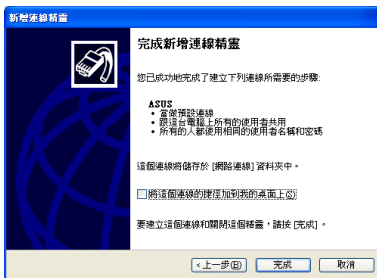 新增連線精靈
完成新增連線精靈
您已成功地完成了建立下列連線所需要的步驟:
ASUS
• 當做預設連線
• 跟這台電腦上所有的使用者共用
• 所有的人都使用相同的使用者名稱和密碼
這個連線將儲存於 [網路連線] 資料夾中。
將這個連線的捷徑加到我的桌面上(S)
要建立這個連線和關閉這個精靈，請按 [完成]。
<上一步(B)
完成
取消